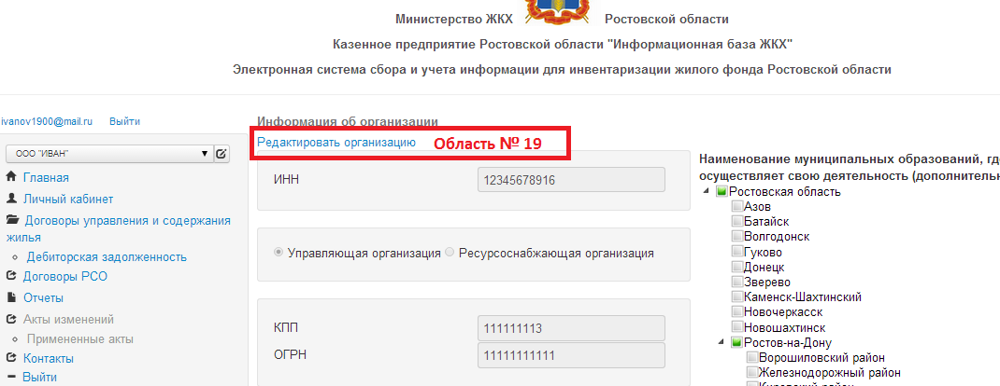 Министерство ЖКХ Ростовской области
Казенное предприятие Ростовской области "Информационная база ЖКХ"
Электронная система сбора и учета информации для инвентаризации жилого фонда Ростовской области
ivanov1900@mail.ru Выйти
ООО "ИВАН"
Главная
Личный кабинет
Договоры управления и содержания
жилья
Дебиторская задолженность
Договоры РСО
Отчеты
Акты изменений
Примененные акты
Контакты
Выйти
Информация об организации
Редактировать организацию Область № 19
ИНН 12345678916
Управляющая организация Ресурсоснабжающая организация
КПП 111111113
ОГРН 11111111111
Наименование муниципальных образований, гд
осуществляет свою деятельность (дополнительн
Ростовская область
Азов
Батайск
Волгодонск
Гуково
Донецк
Зверево
Каменск-Шахтинский
Новочеркасск
Новошахтинск
Ростов-на-Дону
Ворошиловский район
Железнодорожный район